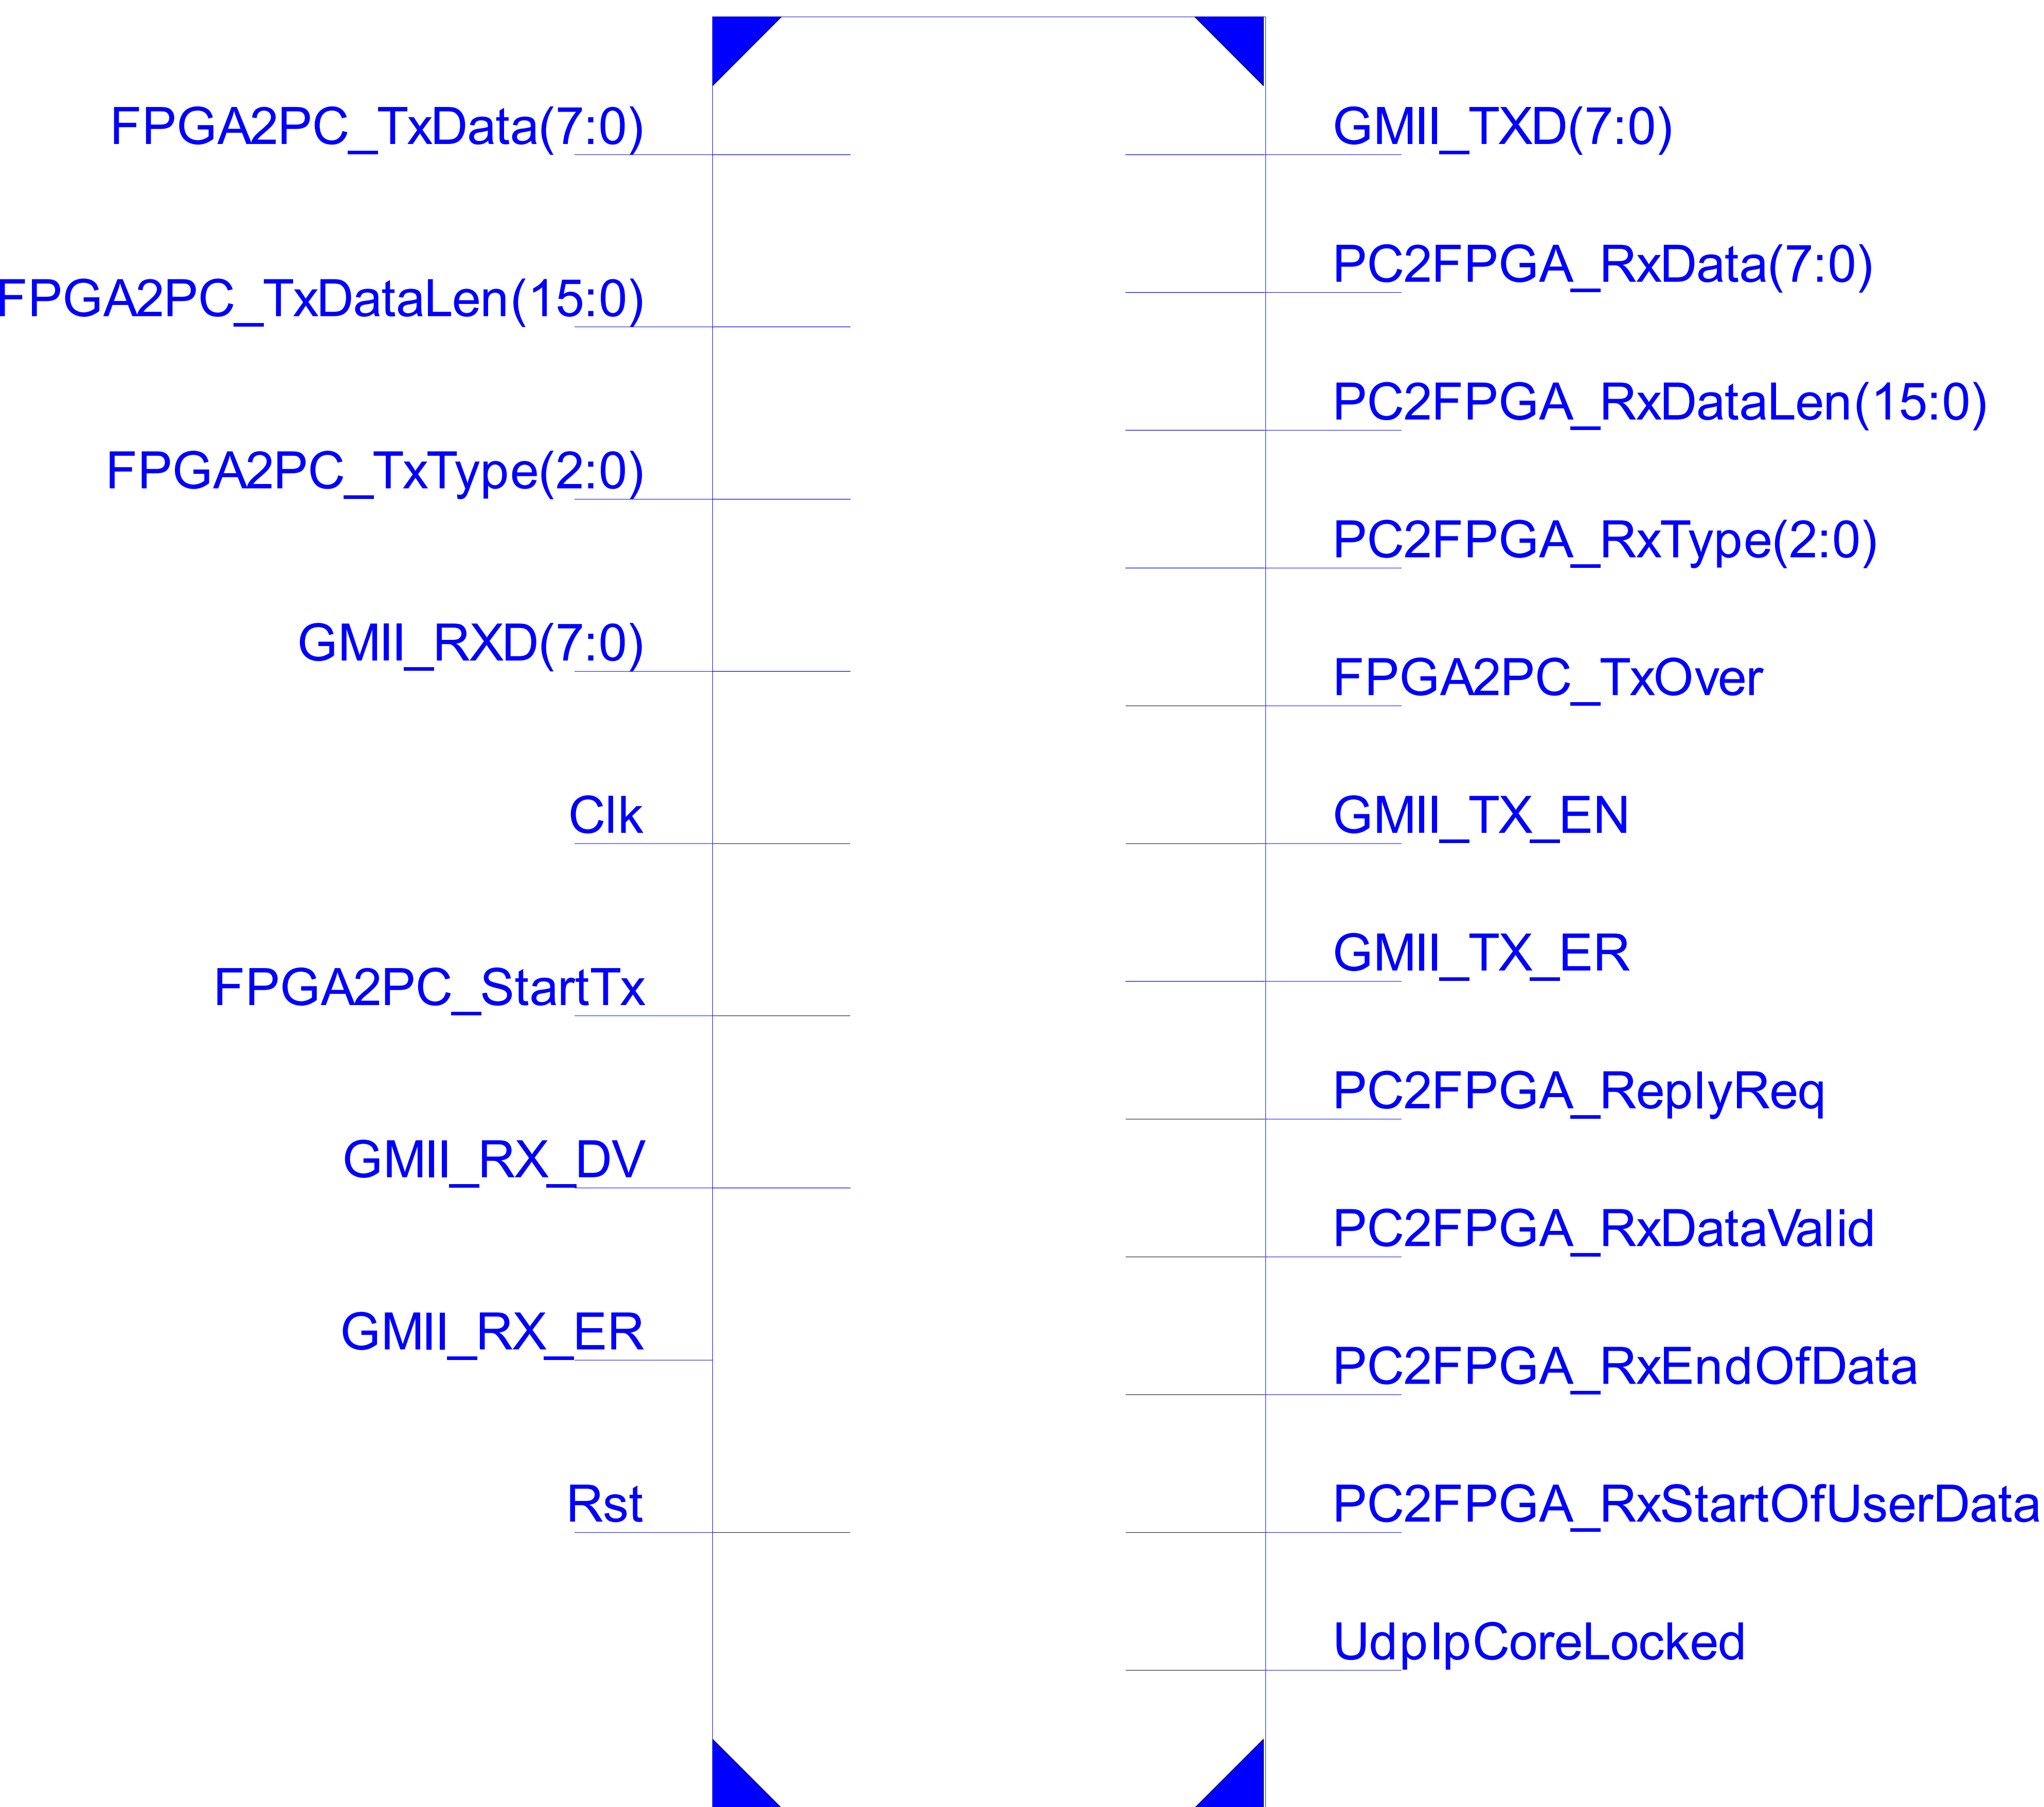 FPGA2PC_TxData(7:0)
FPGA2PC_TxDataLen(15:0)
FPGA2PC_TxType(2:0)
GMII_RXD(7:0)
Clk
FPGA2PC_StartTx
GMII_RX_DV
GMII_RX_ER
Rst
GMII_TXD(7:0)
PC2FPGA_RxData(7:0)
PC2FPGA_RxDataLen(15:0)
PC2FPGA_RxType(2:0)
FPGA2PC_TxOver
GMII_TX_EN
GMII_TX_ER
PC2FPGA_ReplyReq
PC2FPGA_RxDataValid
PC2FPGA_RxEndOfData
PC2FPGA_RxStartOfUserData
UdpIpCoreLocked